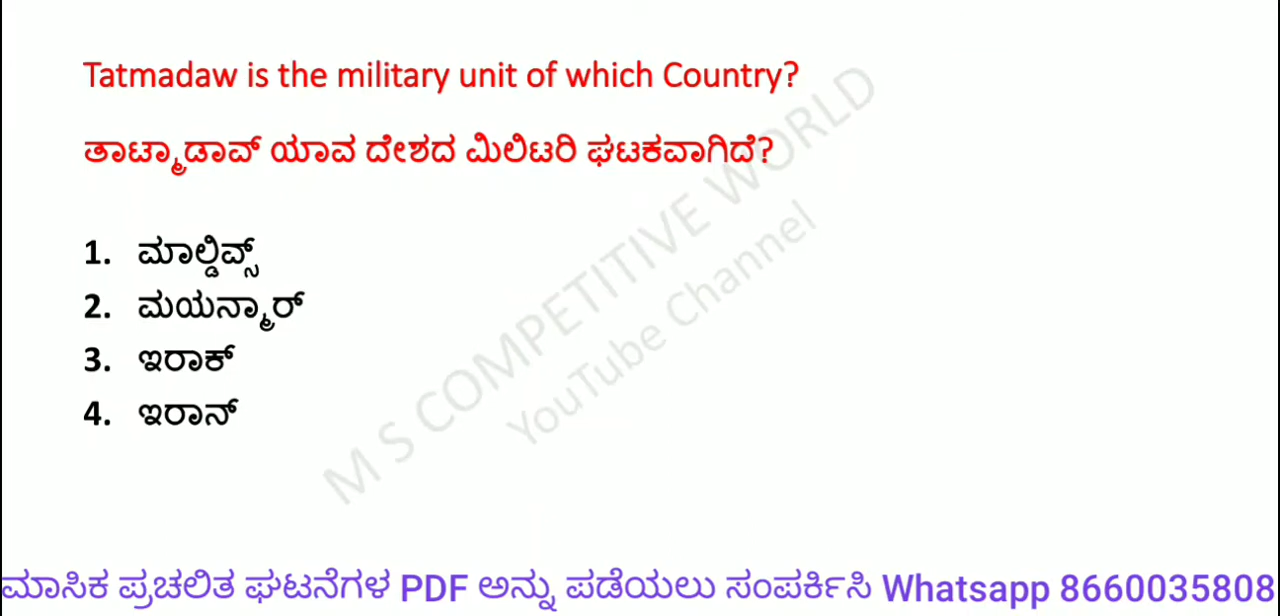 Tatmadaw is the military unit of which Country?
ತಾಟ್ಮಾಡಾವ್ ಯಾವ ದೇಶದ ಮಿಲಿಟರಿ ಘಟಕವಾಗಿದೆ?
1. ಮಾಲ್ಡಿವ್ಸ್
2. ಮಯನ್ಮಾರ್
3. ಇರಾಕ್
4. ಇರಾನ್
M S COMPETITIVE WORLD
YouTube Channel
ಮಾಸಿಕ ಪ್ರಚಲಿತ ಘಟನೆಗಳ PDF ಅನ್ನು ಪಡೆಯಲು ಸಂಪರ್ಕಿಸಿ Whatsapp 8660035808